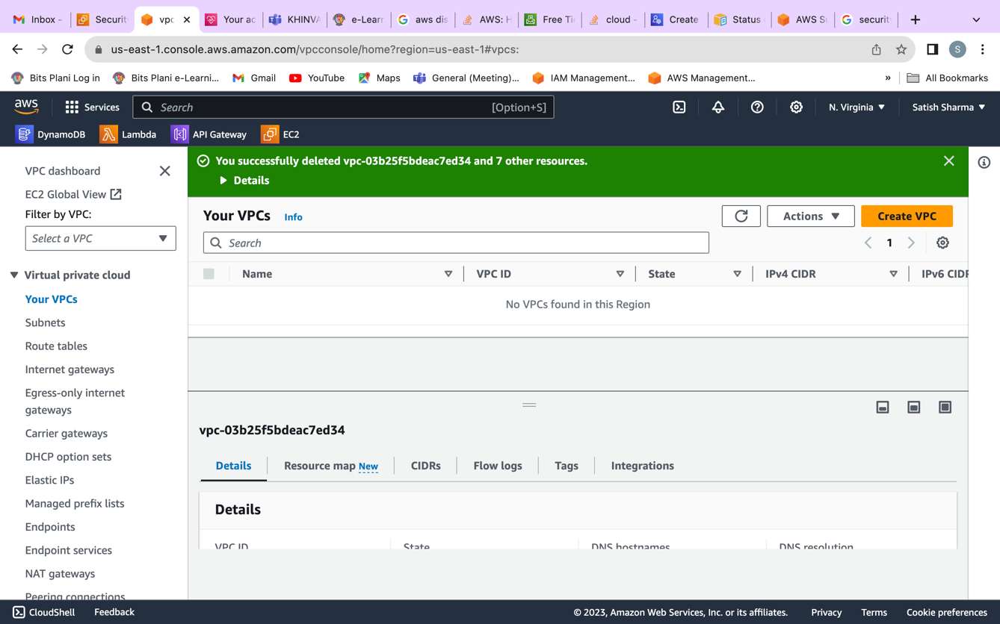 Inbox -
Securit
vpc
Your ac
KHINVA
e-Learn
aws dis
AWS: H
Free Ti
cloud -
Create
Status
AWS Su
securit
us-east-1.console.aws.amazon.com/vpcconsole/home?region=us-east-1#vpcs:
S
Bits Plani Log in
Bits Plani e-Learni...
Gmail
YouTube
Maps
General (Meeting)...
IAM Management...
AWS Management...
»
All Bookmarks
aws
Services
Search
[Option+S]
N. Virginia
Satish Sharma
DynamoDB
Lambda
API Gateway
EC2
VPC dashboard
EC2 Global View
Filter by VPC:
Select a VPC
Virtual private cloud
Your VPCs
Subnets
Route tables
Internet gateways
Egress-only internet
gateways
Carrier gateways
DHCP option sets
Elastic IPs
Managed prefix lists
Endpoints
Endpoint services
NAT gateways
Peering connections
You successfully deleted vpc-03b25f5bdeac7ed34 and 7 other resources.
Details
Your VPCs Info
Actions
Create VPC
Search
1
Name
VPC ID
State
IPv4 CIDR
IPv6 CIDR
No VPCs found in this Region
vpc-03b25f5bdeac7ed34
Details
Resource map New
CIDRs
Flow logs
Tags
Integrations
Details
VPC ID
State
DNS hostnames
DNS resolution
CloudShell
Feedback
© 2023, Amazon Web Services, Inc. or its affiliates.
Privacy
Terms
Cookie preferences